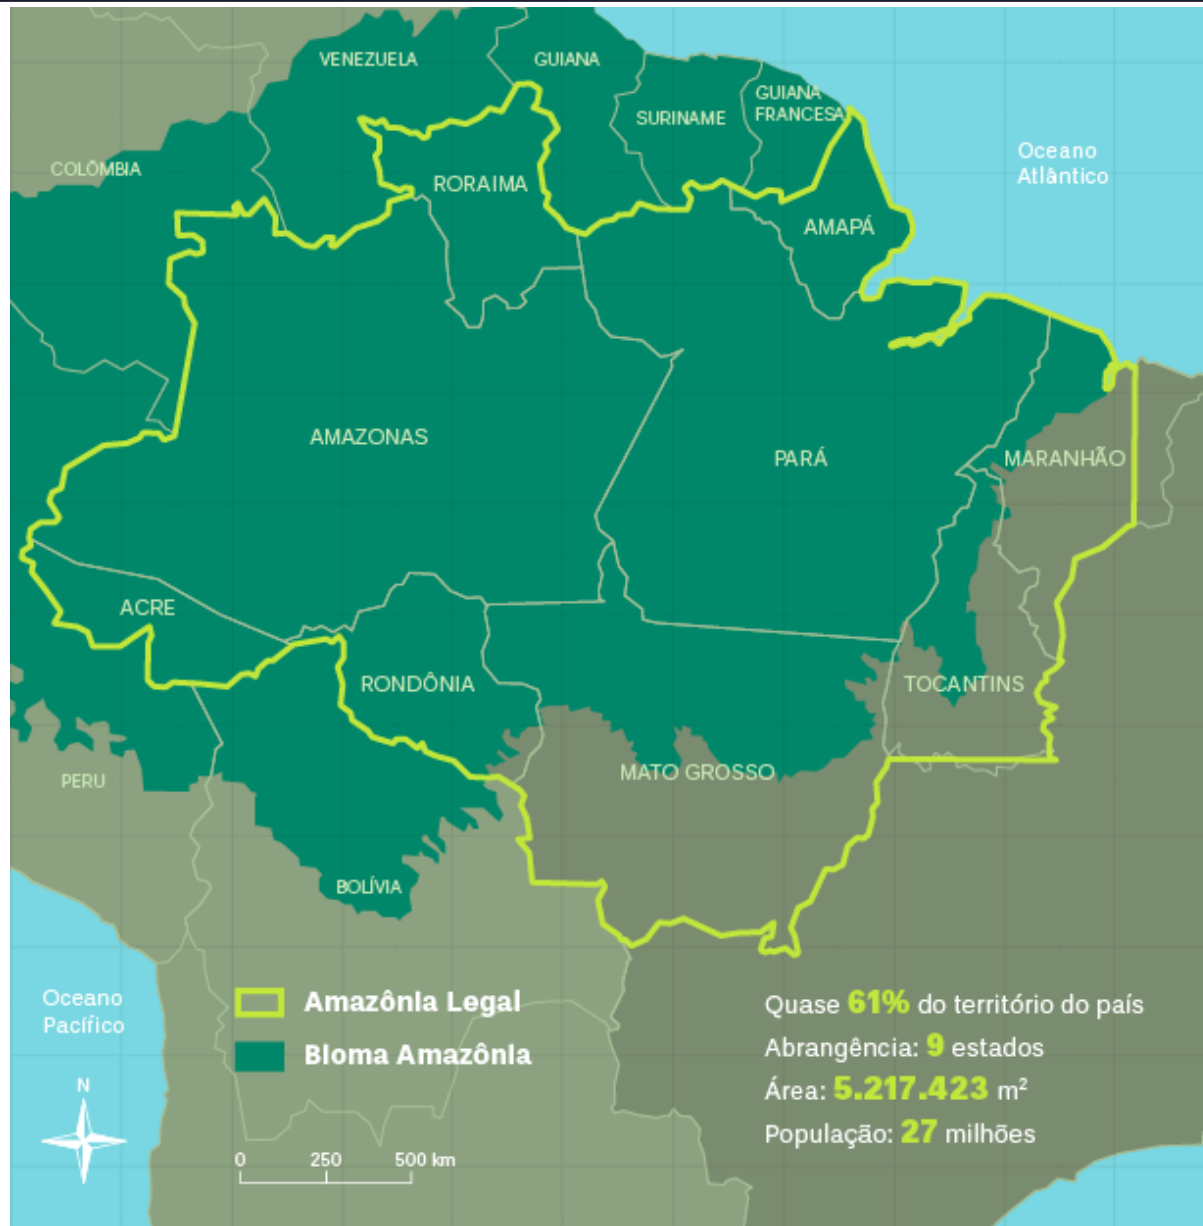 VENEZUELA
GUIANA
GUIANA
FRANCESA
SURINAME
COLÔMBIA
RORAIMA
Oceano
Atlântico
AMAPÁ
AMAZONAS
PARÁ
MARANHÃO
ACRE
RONDÔNIA
TOCANTINS
PERU
MATO GROSSO
BOLÍVIA
Oceano
Pacífico
N
Amazônia Legal
Bioma Amazônia
0 250 500 km
Quase 61% do território do país
Abrangência: 9 estados
Área: 5.217.423 m²
População: 27 milhões